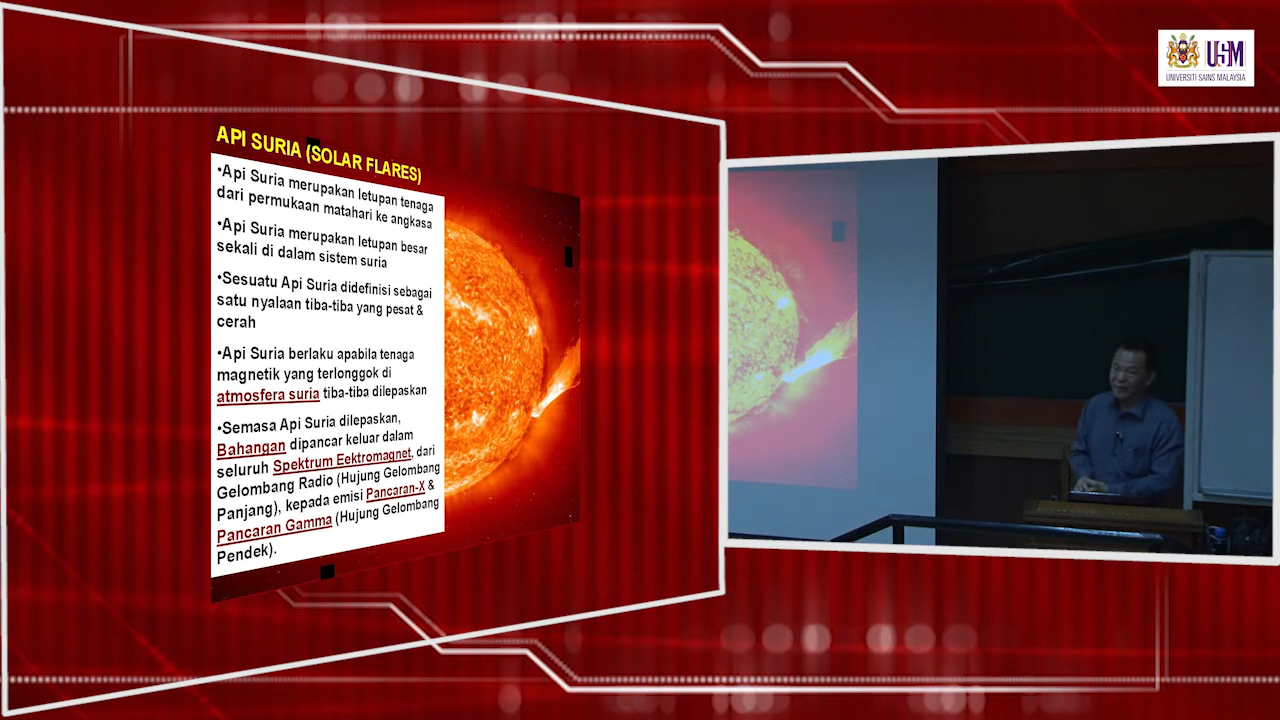 USM
UNIVERSITI SAINS MALAYSIA
API SURIA (SOLAR FLARES)
•Api Suria merupakan letupan tenaga
dari permukaan matahari ke angkasa
•Api Suria merupakan letupan besar
sekali di dalam sistem suria
•Sesuatu Api Suria didefinisi sebagai
satu nyalaan tiba-tiba yang pesat &
cerah
•Api Suria berlaku apabila tenaga
magnetik yang terlonggok di
atmosfera suria tiba-tiba dilepaskan
•Semasa Api Suria dilepaskan,
Bahangan dipancar keluar dalam
seluruh Spektrum Eektromagnet, dari
Gelombang Radio (Hujung Gelombang
Panjang), kepada emisi Pancaran-X &
Pancaran Gamma (Hujung Gelombang
Pendek).